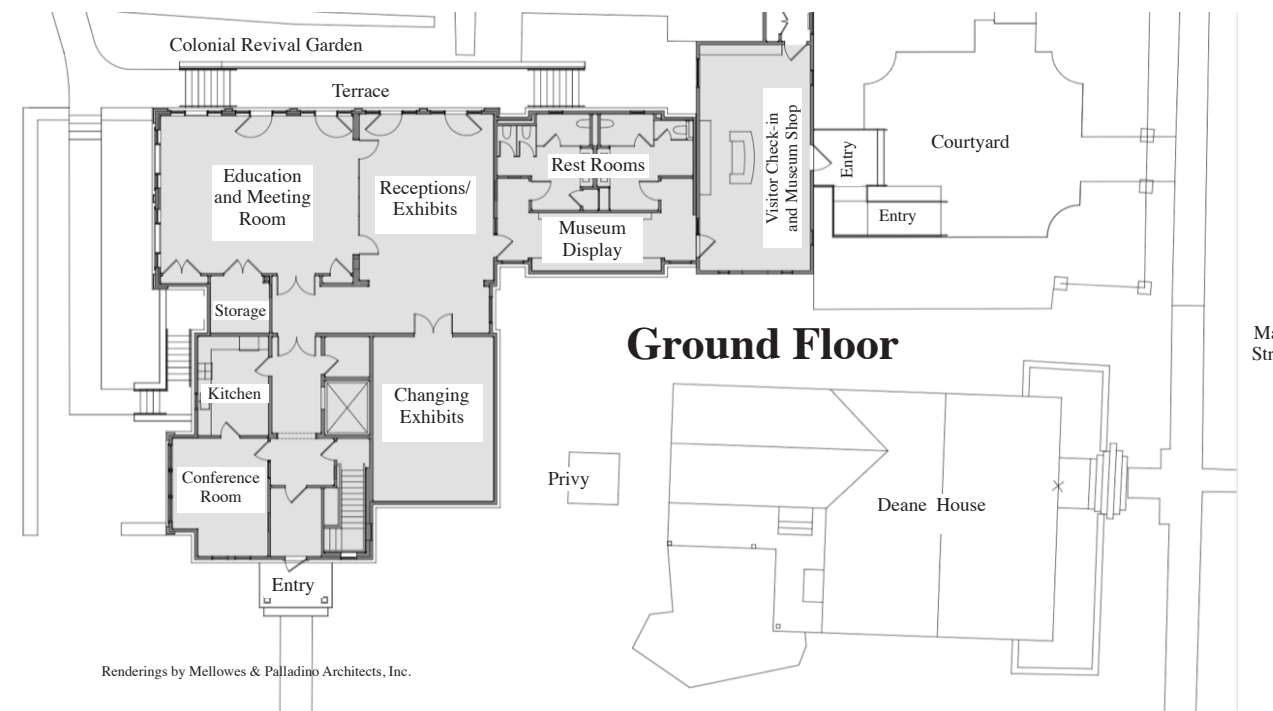 Colonial Revival Garden
Terrace
Education
and Meeting
Room
Receptions/
Exhibits
Rest Rooms
Museum
Display
Visitor Check-in
and Museum Shop
Entry
Courtyard
Entry
Storage
Ground Floor
Kitchen
Changing
Exhibits
Conference
Room
Privy
Deane House
Entry
Renderings by Mellowes & Palladino Architects, Inc.